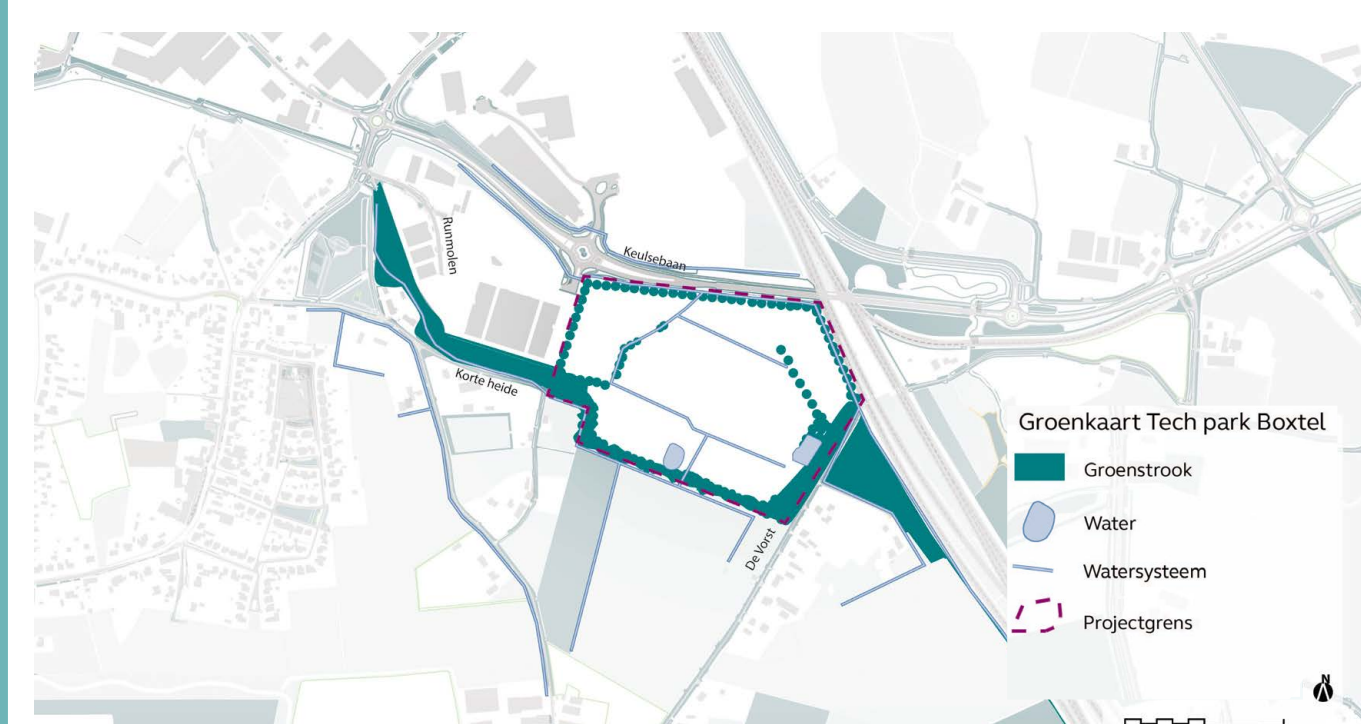 Runmolen
Keulsebaan
Korte heide
De Vorst
Groenkaart Tech park Boxtel
Groenstrook
Water
Watersysteem
Projectgrens
N